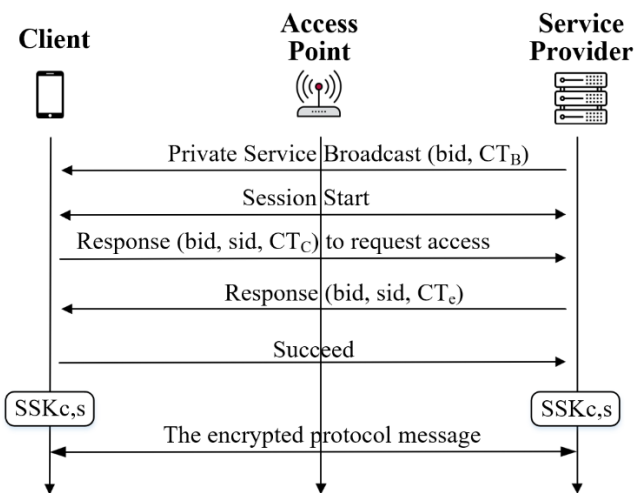 Client
Access
Point
Service
Provider
Private Service Broadcast (bid, CT_B)
Session Start
Response (bid, sid, CT_C) to request access
Response (bid, sid, CT_e)
Succeed
SSKc,s
SSKc,s
The encrypted protocol message